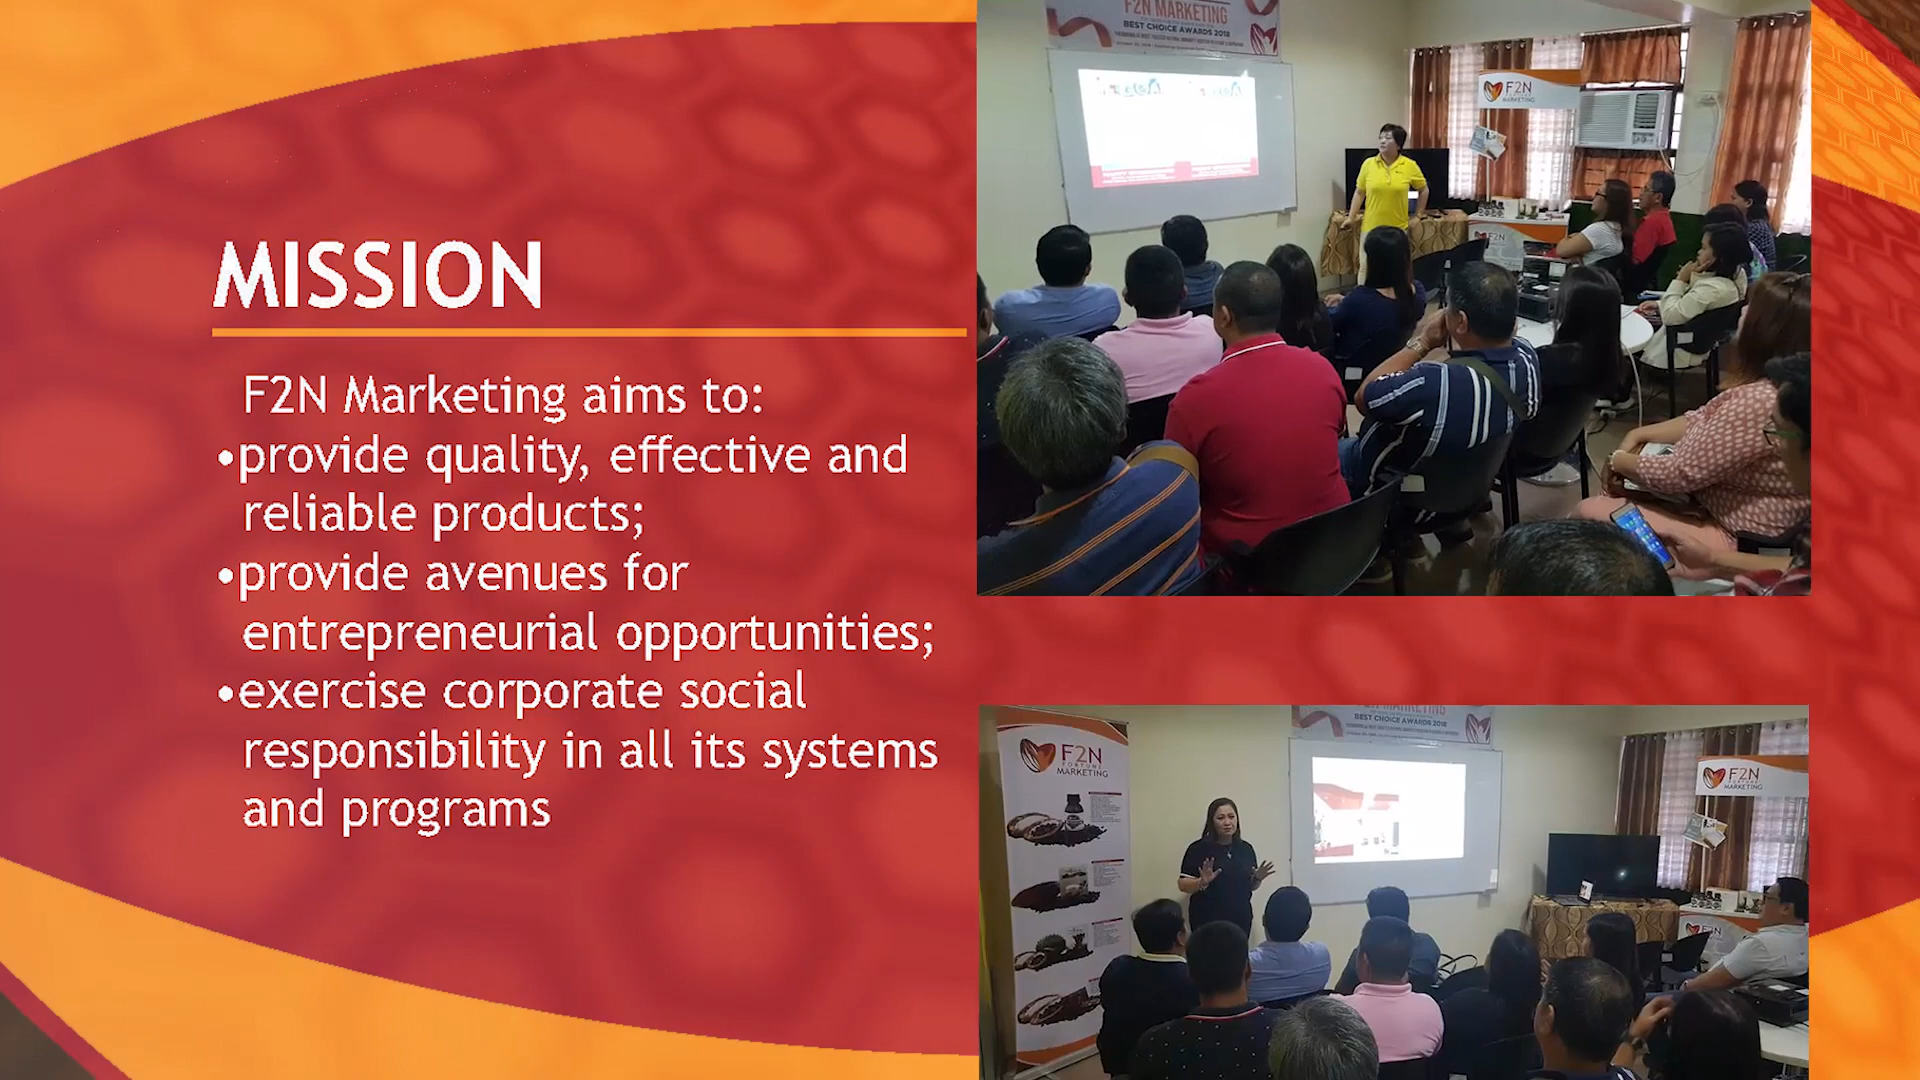 MISSION
F2N Marketing aims to:
•provide quality, effective and
reliable products;
•provide avenues for
entrepreneurial opportunities;
•exercise corporate social
responsibility in all its systems
and programs
F2N MARKETING
BEST CHOICE AWARDS 2018
F2N
MARKETING
F2N
BEST CHOICE AWARDS 2018
F2N
FORTUNE
MARKETING
F2N
MARKETING
F2N